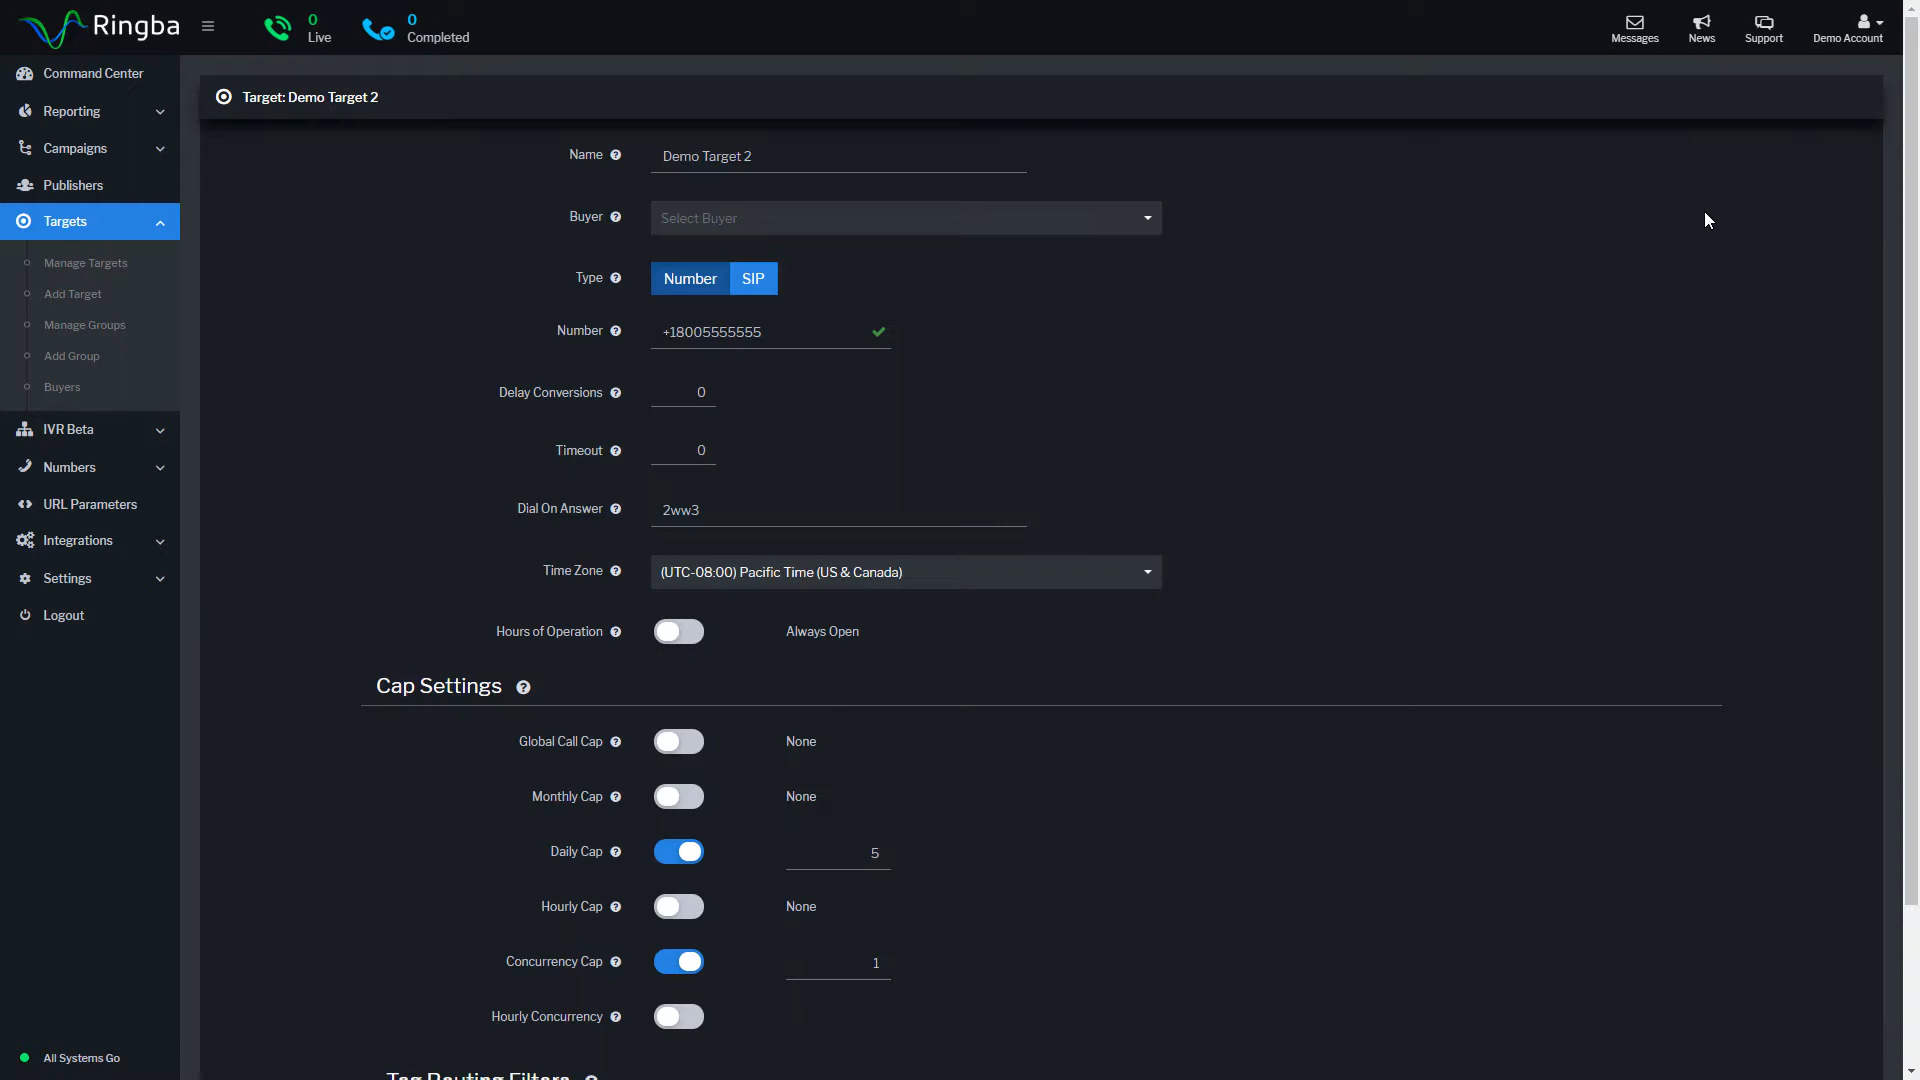 Ringba
0
Live
0
Completed
Messages
News
Support
Demo Account
Command Center
Reporting
Campaigns
Publishers
Targets
Manage Targets
Add Target
Manage Groups
Add Group
Buyers
IVR Beta
Numbers
URL Parameters
Integrations
Settings
Logout
All Systems Go
Target: Demo Target 2
Name Demo Target 2
Buyer Select Buyer
Type Number SIP
Number +18005555555
Delay Conversions 0
Timeout 0
Dial On Answer 2ww3
Time Zone (UTC-08:00) Pacific Time (US & Canada)
Hours of Operation Always Open
Cap Settings
Global Call Cap None
Monthly Cap None
Daily Cap 5
Hourly Cap None
Concurrency Cap 1
Hourly Concurrency
Tag Routing Filters